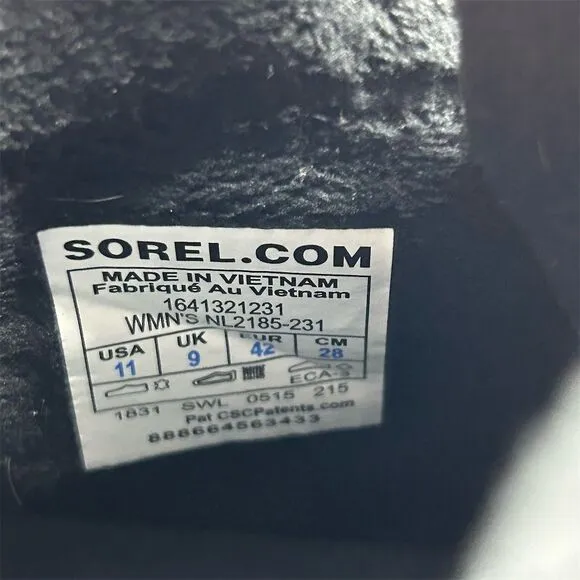 SOREL.COM
MADE IN VIETNAM
Fabriqué Au Vietnam
1641321231
WMN'S NL2185-231
USA UK EUR CM
11 9 42 28
ECA-S
1831 SWL 0515 215
Pat CSCPatents.com
888664563433